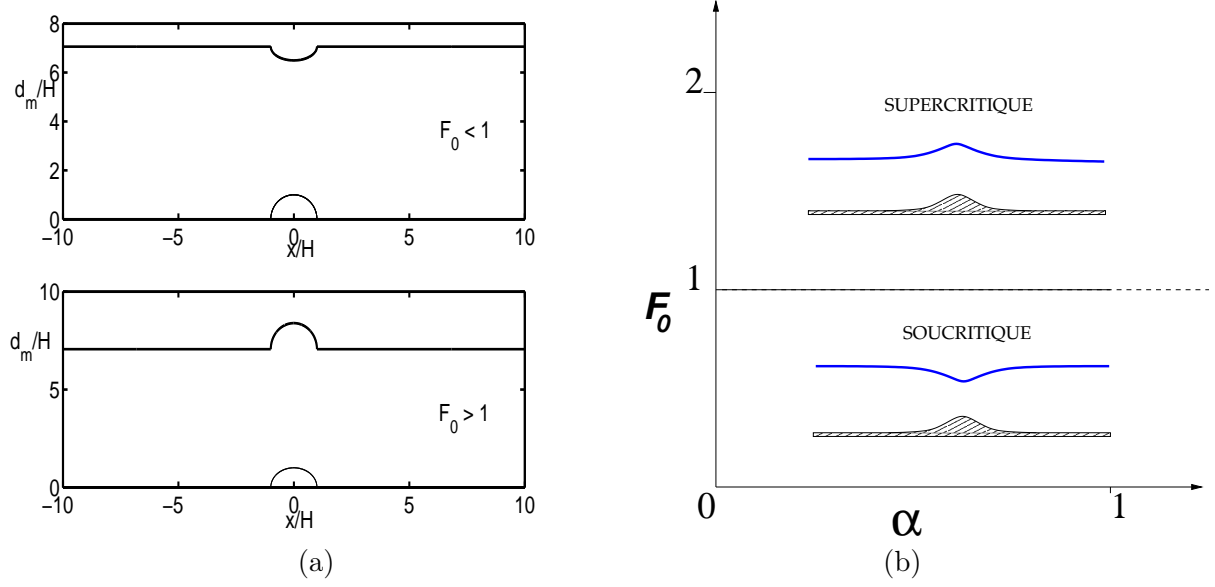 8
6
d_m/H
4
F_0 < 1
2
0
−10
−5
0
5
10
x/H
10
d_m/H
5
F_0 > 1
0
−10
−5
0
5
10
x/H
(a)
2
SUPERCRITIQUE
1
F_0
SOUCRITIQUE
0
α
1
(b)